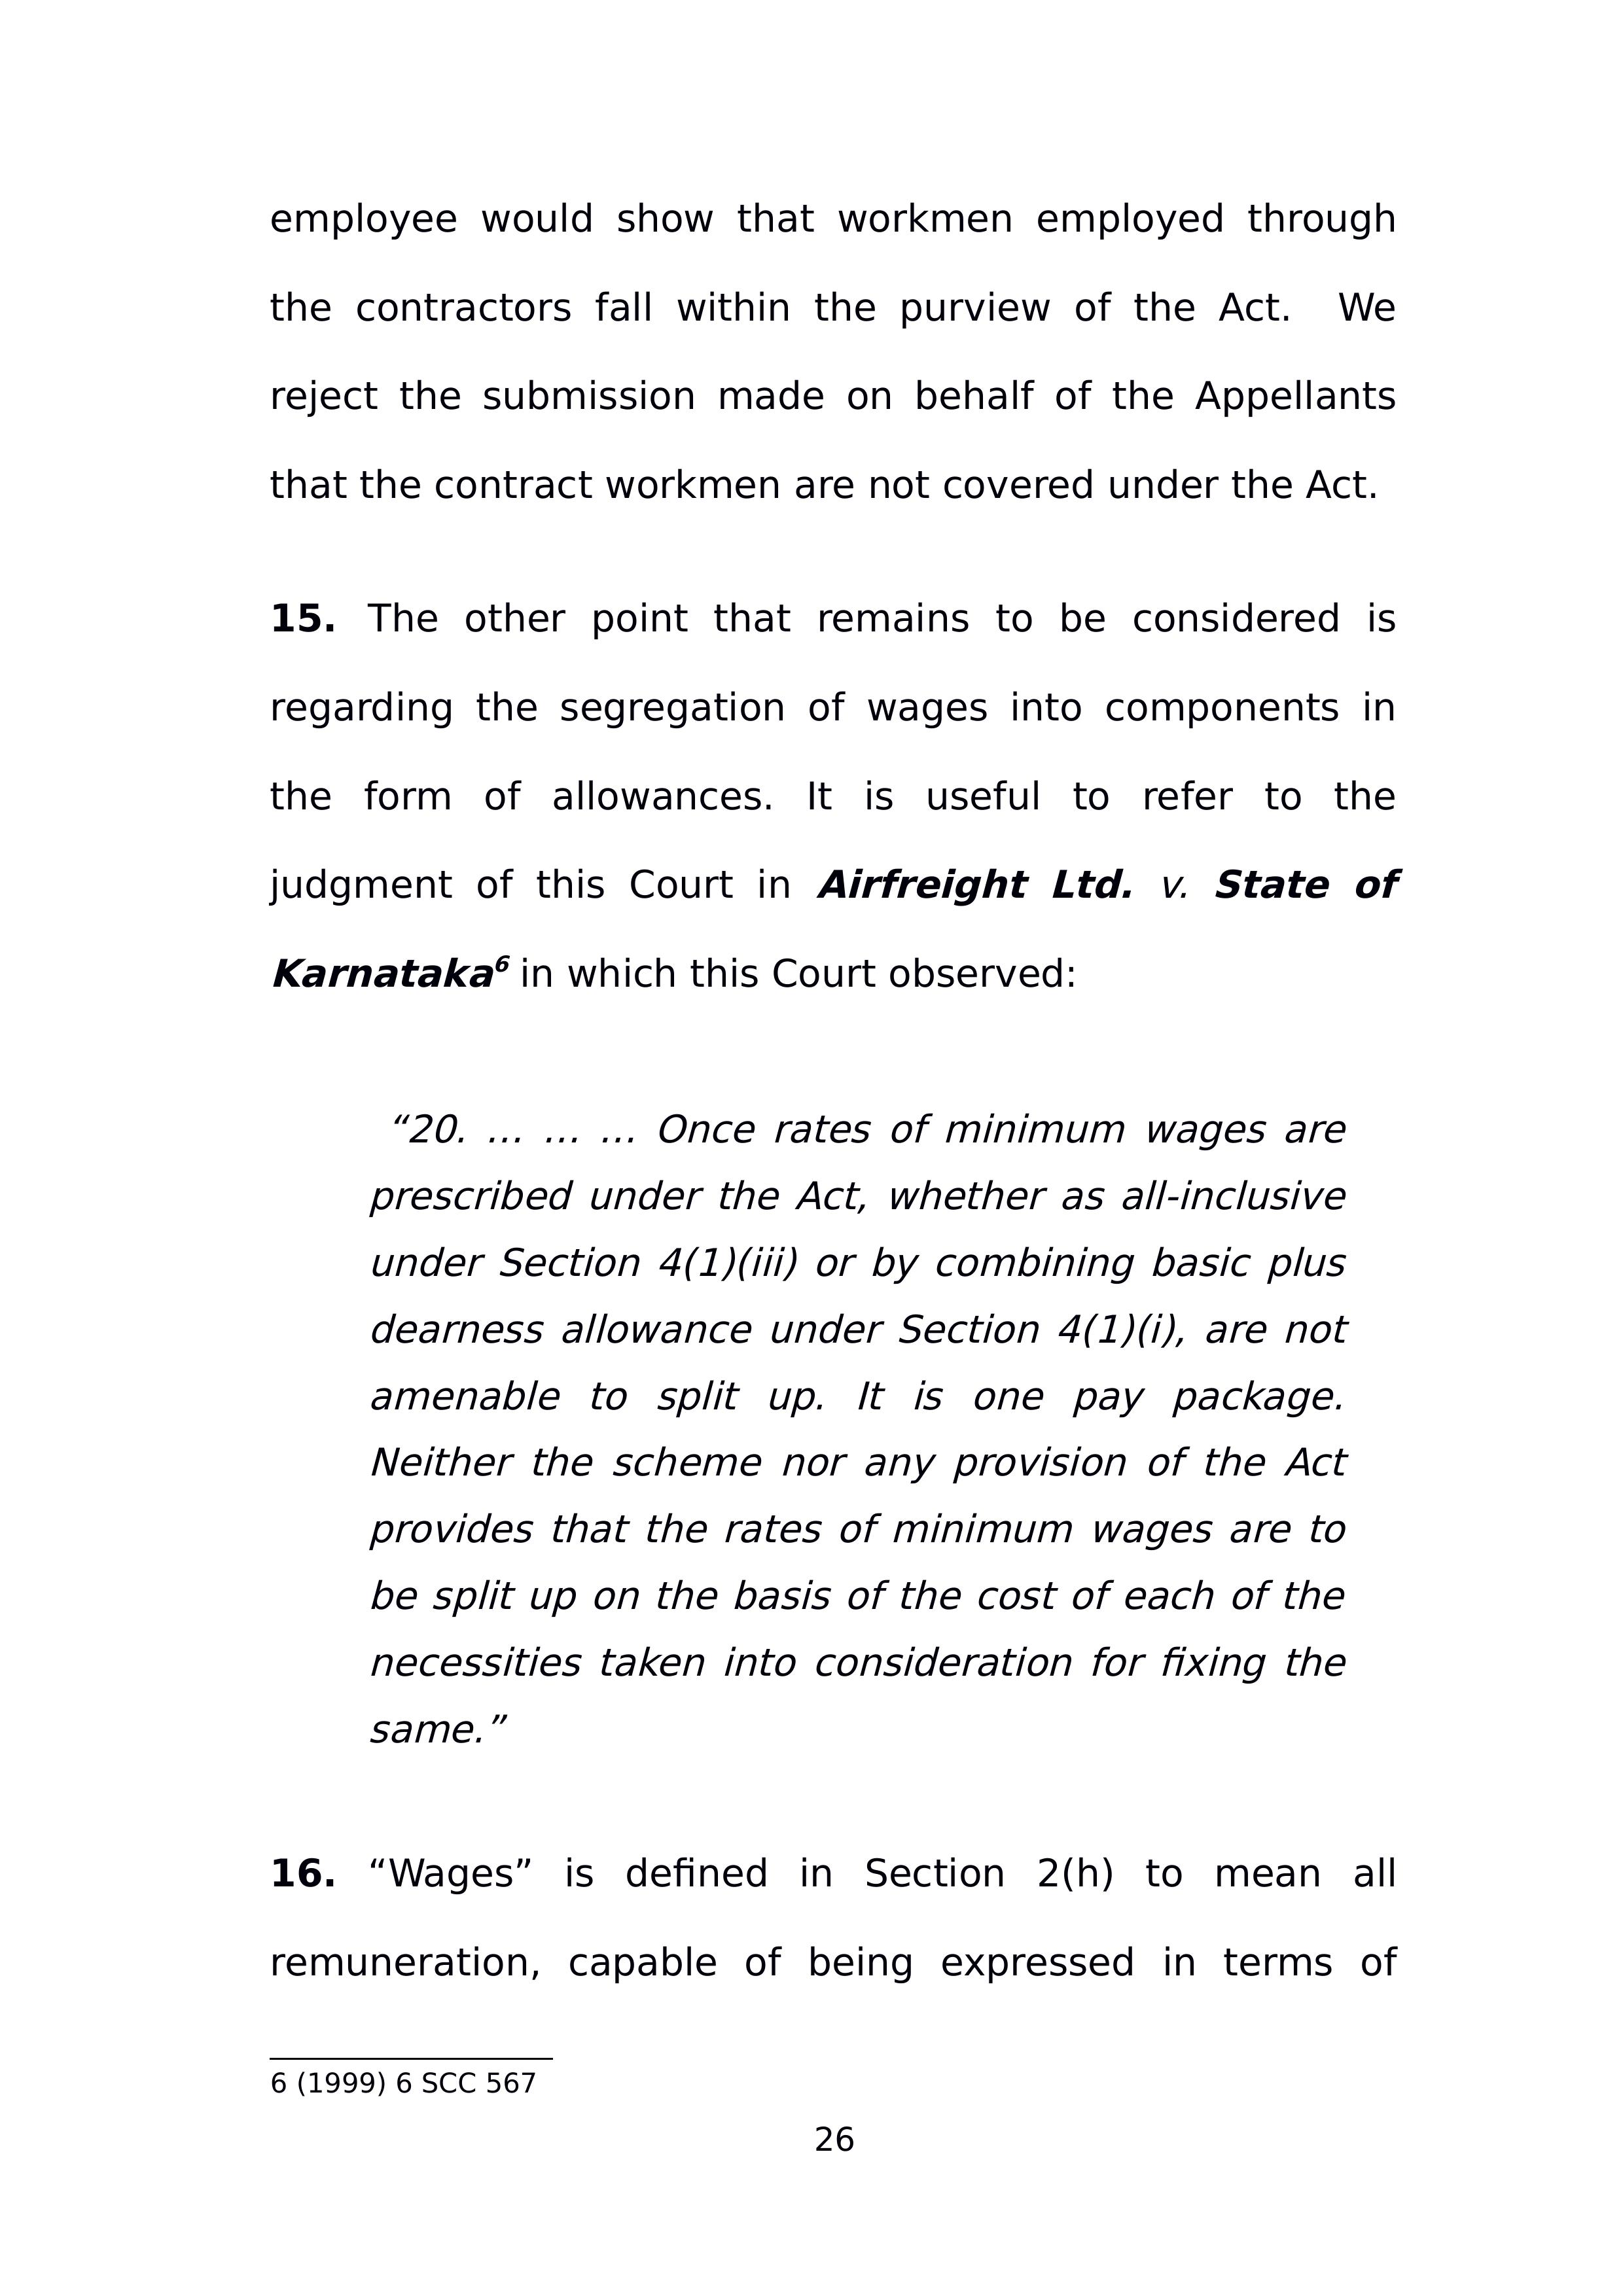 employee would show that workmen employed through
the contractors fall within the purview of the Act.  We
reject the submission made on behalf of the Appellants
that the contract workmen are not covered under the Act.
15. The other point that remains to be considered is
regarding the segregation of wages into components in
the form of allowances. It is useful to refer to the
judgment of this Court in Airfreight Ltd. v. State of
Karnataka6 in which this Court observed:
“20. … … … Once rates of minimum wages are
prescribed under the Act, whether as all-inclusive
under Section 4(1)(iii) or by combining basic plus
dearness allowance under Section 4(1)(i), are not
amenable to split up. It is one pay package.
Neither the scheme nor any provision of the Act
provides that the rates of minimum wages are to
be split up on the basis of the cost of each of the
necessities taken into consideration for fixing the
same.”
16. “Wages” is defined in Section 2(h) to mean all
remuneration, capable of being expressed in terms of
6 (1999) 6 SCC 567
26